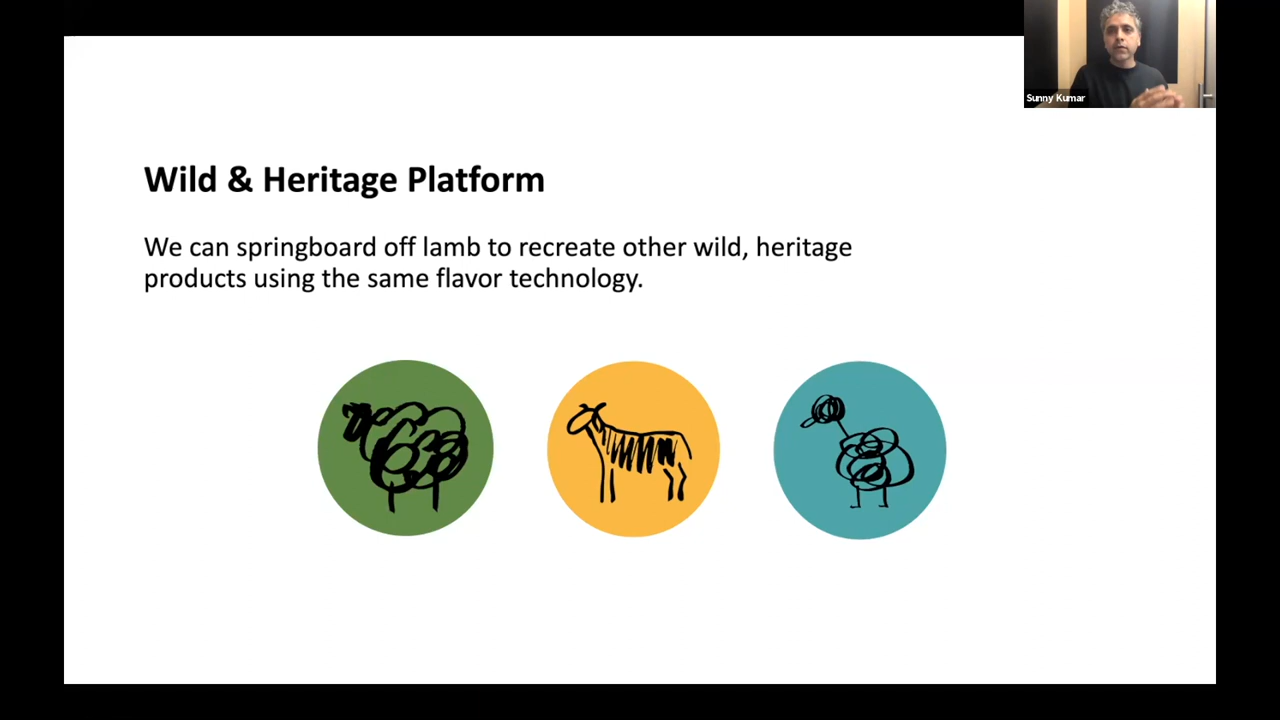 Sunny Kumar
Wild & Heritage Platform
We can springboard off lamb to recreate other wild, heritage
products using the same flavor technology.